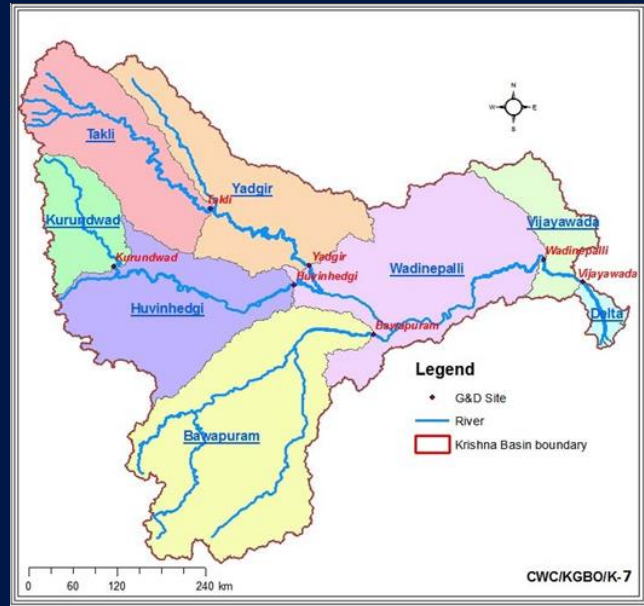 N
W E
S
Takli
Takli
Yadgir
Kurundwad
Kurundwad
Yadgir
Huvinhedgi
Huvinhedgi
Wadinepalli
Vijayawada
Wadinepalli
Vijayawada
Delta
Bawapuram
Bawapuram
Legend
G&D Site
River
Krishna Basin boundary
0 60 120 240 km
CWC/KGBO/K-7